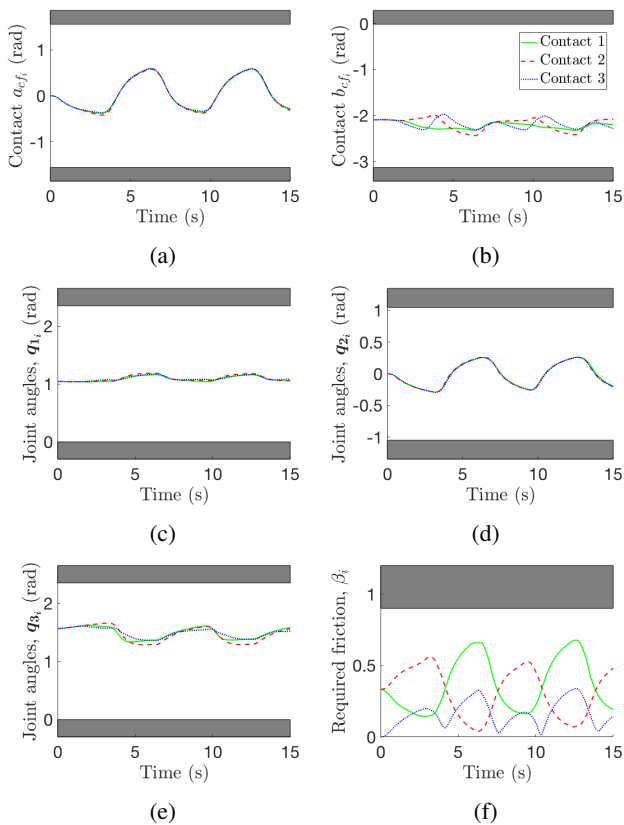 1
0
-1
0
5
10
15
Contact a_{cf_i} (rad)
Time (s)
(a)
0
-1
-2
-3
0
5
10
15
Contact b_{cf_i} (rad)
Contact 1
Contact 2
Contact 3
Time (s)
(b)
2
1
0
0
5
10
15
Joint angles, q_{1_i} (rad)
Time (s)
(c)
1
0.5
0
-0.5
-1
0
5
10
15
Joint angles, q_{2_i} (rad)
Time (s)
(d)
2
1
0
0
5
10
15
Joint angles, q_{3_i} (rad)
Time (s)
(e)
1
0.5
0
0
5
10
15
Required friction, β_i
Time (s)
(f)